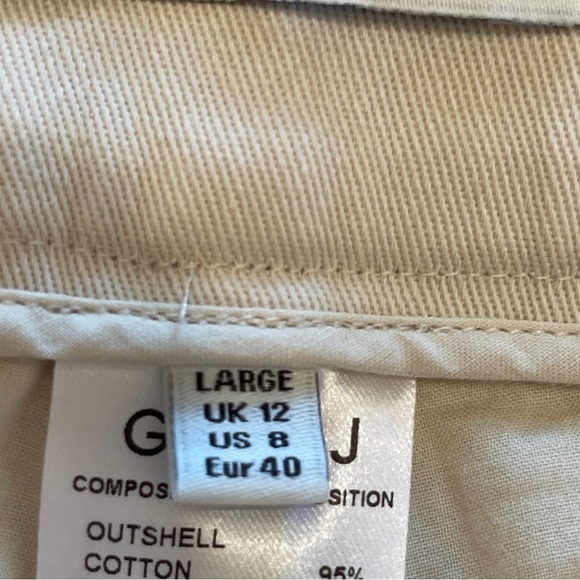 LARGE
UK 12
US 8
Eur 40
G J
COMPOS SITION
OUTSHELL
COTTON 95%